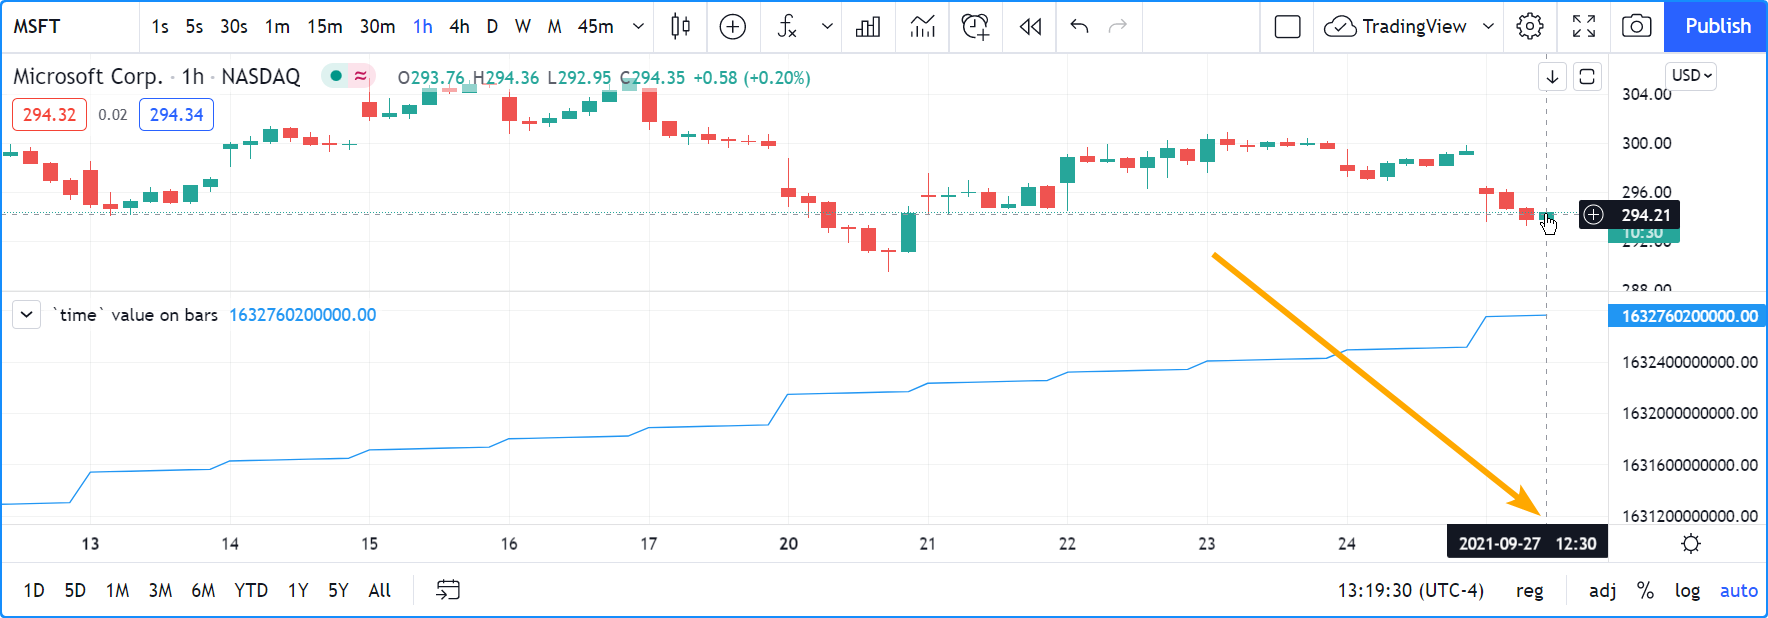 MSFT 1s 5s 30s 1m 15m 30m 1h 4h D W M 45m TradingView Publish
Microsoft Corp. · 1h · NASDAQ O293.76 H294.36 L292.95 C294.35 +0.58 (+0.20%) USD
294.32 0.02 294.34
304.00
300.00
296.00
294.21
10:30
292.00
288.00
`time` value on bars 1632760200000.00
1632760200000.00
1632400000000.00
1632000000000.00
1631600000000.00
1631200000000.00
13 14 15 16 17 20 21 22 23 24 2021-09-27 12:30
1D 5D 1M 3M 6M YTD 1Y 5Y All 13:19:30 (UTC-4) reg adj % log auto